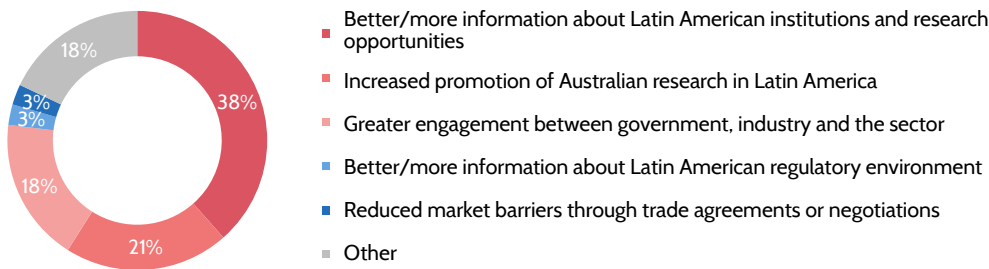 Better/more information about Latin American institutions and research
opportunities
18%
Increased promotion of Australian research in Latin America
3%
38%
3%
Greater engagement between government, industry and the sector
Better/more information about Latin American regulatory environment
18%
Reduced market barriers through trade agreements or negotiations
21%
Other